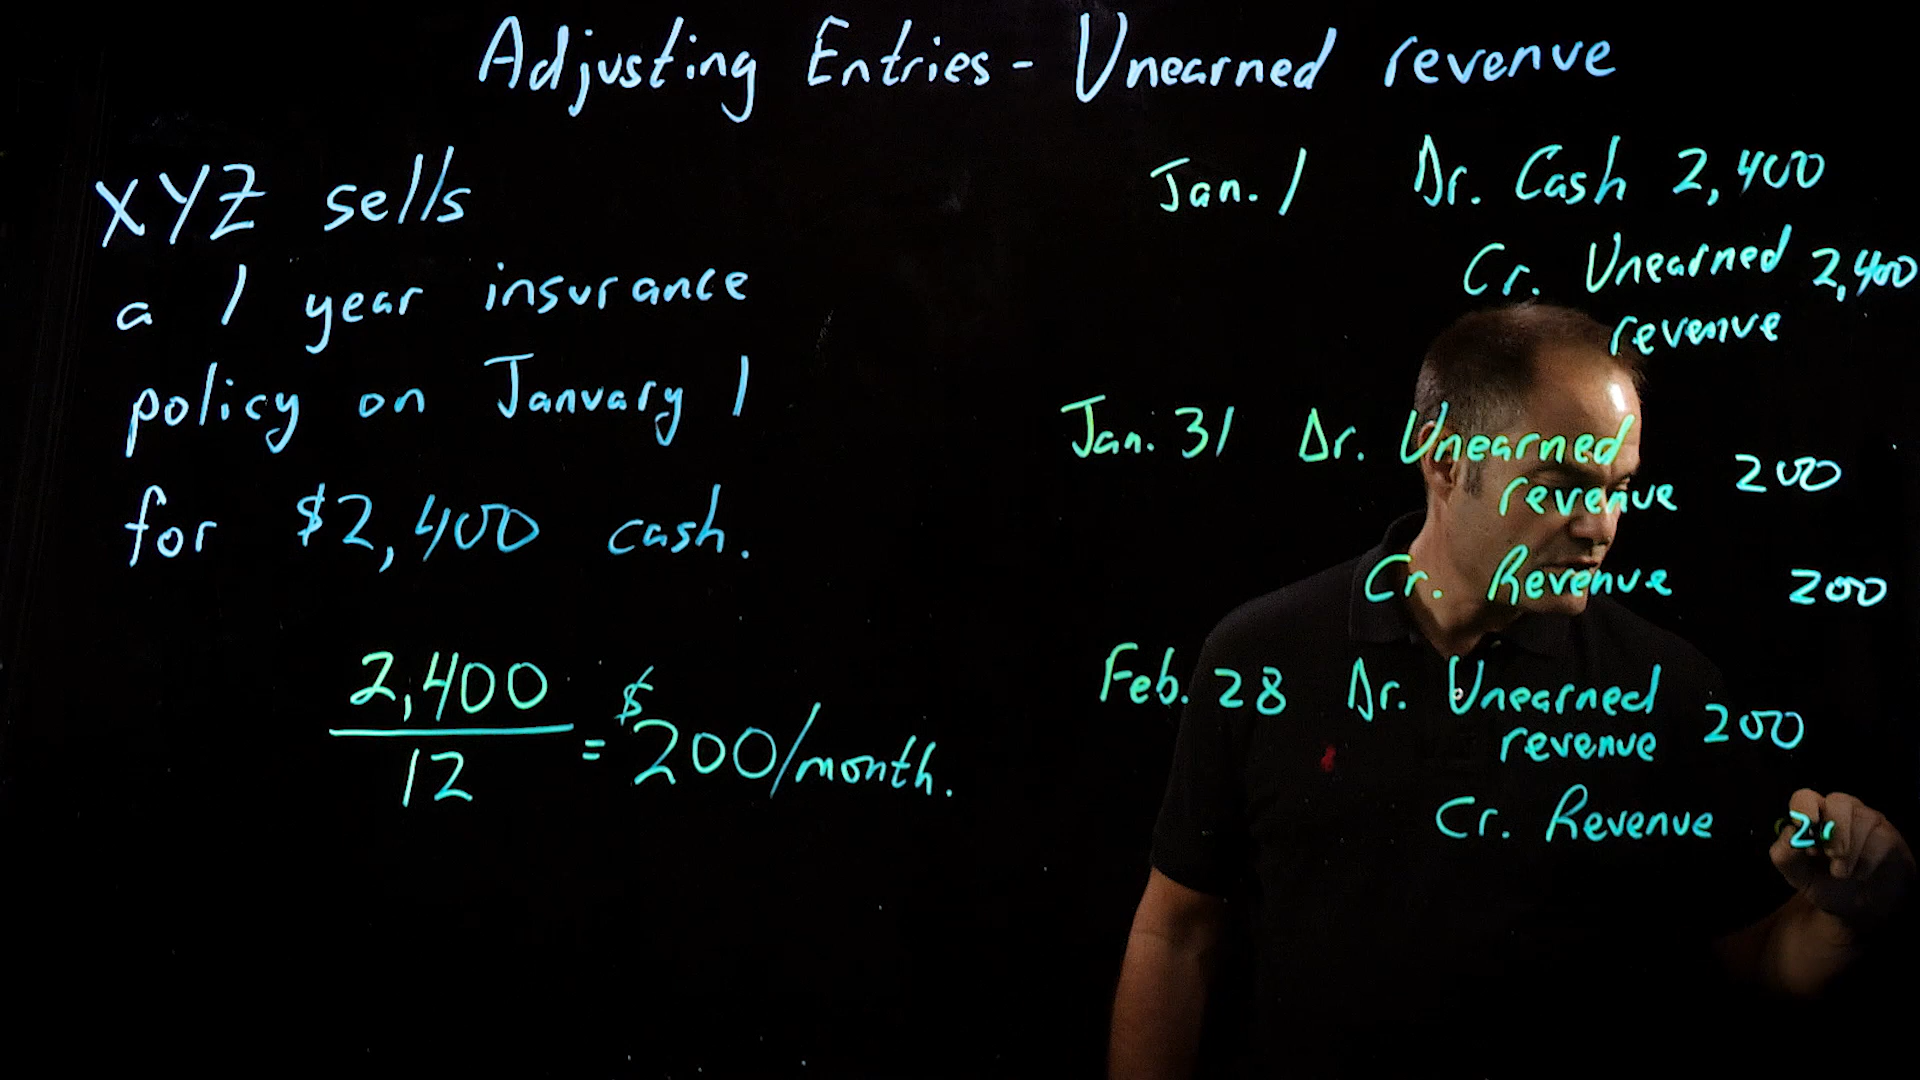 Adjusting Entries - Unearned revenue
XYZ sells
a 1 year insurance
policy on January 1
for $2,400 cash.
2,400
12
= $200/month.
Jan. 1 Dr. Cash 2,400
Cr. Unearned 2,400
revenue
Jan. 31 Dr. Unearned
revenue 200
Cr. Revenue 200
Feb. 28 Dr. Unearned
revenue 200
Cr. Revenue